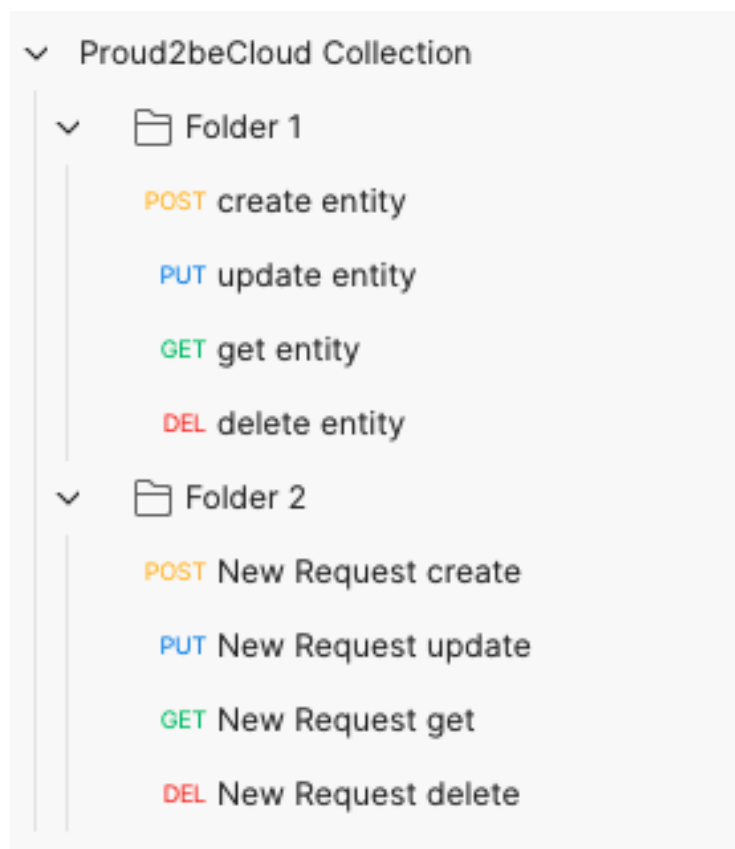 Proud2beCloud Collection
Folder 1
POST create entity
PUT update entity
GET get entity
DEL delete entity
Folder 2
POST New Request create
PUT New Request update
GET New Request get
DEL New Request delete